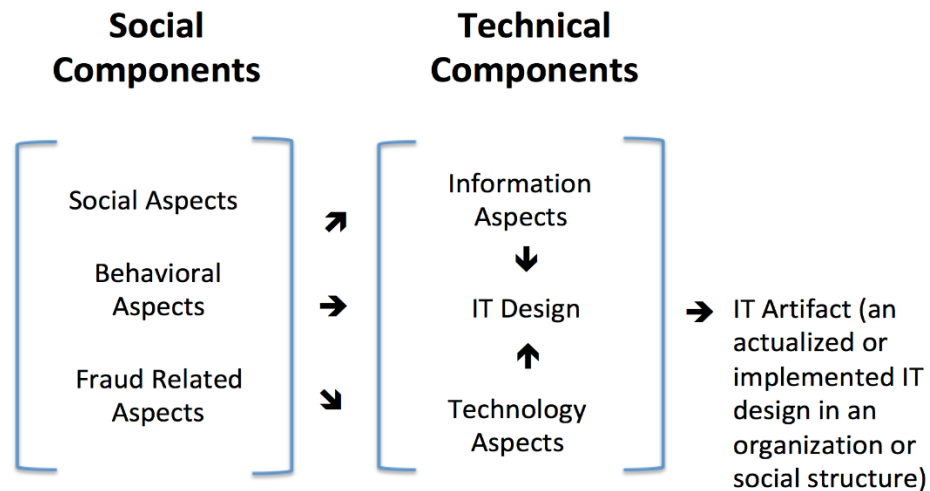 Social
Components
Technical
Components
Social Aspects
Behavioral
Aspects
Fraud Related
Aspects
Information
Aspects
IT Design
Technology
Aspects
IT Artifact (an
actualized or
implemented IT
design in an
organization or
social structure)